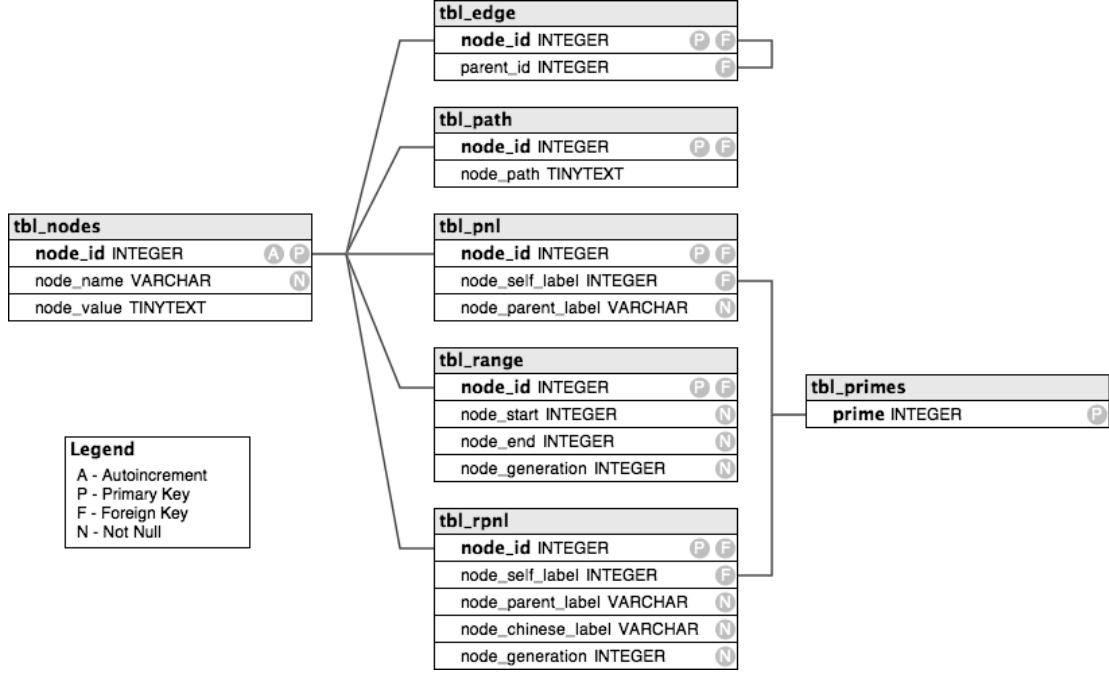 tbl_edge
node_id INTEGER P F
parent_id INTEGER F
tbl_path
node_id INTEGER P F
node_path TINYTEXT
tbl_nodes
node_id INTEGER A P
node_name VARCHAR N
node_value TINYTEXT
tbl_pnl
node_id INTEGER P F
node_self_label INTEGER F
node_parent_label VARCHAR N
tbl_range
node_id INTEGER P F
node_start INTEGER N
node_end INTEGER N
node_generation INTEGER N
tbl_primes
prime INTEGER P
Legend
A - Autoincrement
P - Primary Key
F - Foreign Key
N - Not Null
tbl_rpnl
node_id INTEGER P F
node_self_label INTEGER F
node_parent_label VARCHAR N
node_chinese_label VARCHAR N
node_generation INTEGER N